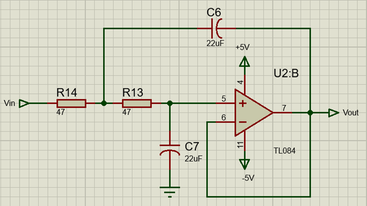 C6
22uF
+5V
R14
R13
U2:B
4
Vin
5
+
7
Vout
47
47
6
−
C7
22uF
11
TL084
-5V